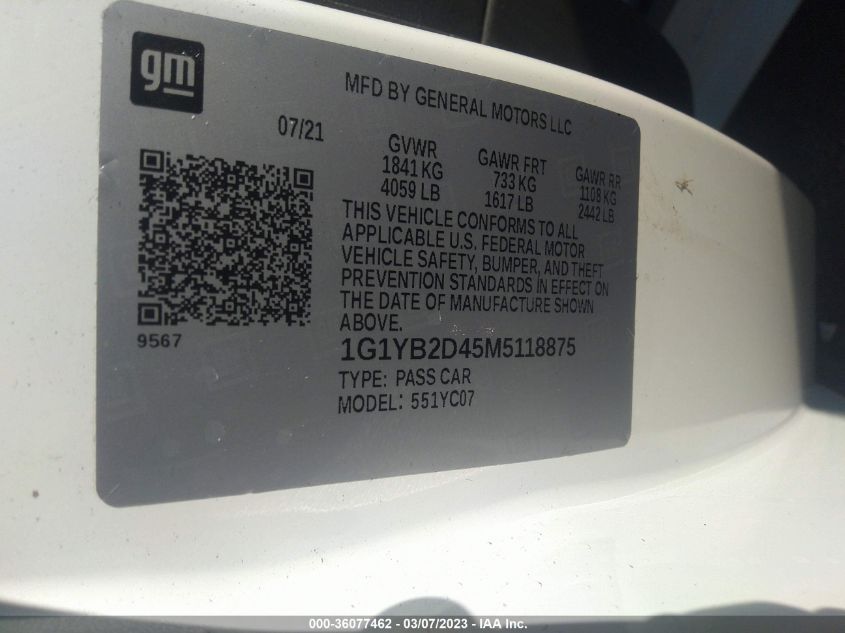 gm
MFD BY GENERAL MOTORS LLC
07/21
GVWR
1841 KG
4059 LB
GAWR FRT
733 KG
1617 LB
GAWR RR
1108 KG
2442 LB
THIS VEHICLE CONFORMS TO ALL
APPLICABLE U.S. FEDERAL MOTOR
VEHICLE SAFETY, BUMPER, AND THEFT
PREVENTION STANDARDS IN EFFECT ON
THE DATE OF MANUFACTURE SHOWN
ABOVE.
9567
1G1YB2D45M5118875
TYPE: PASS CAR
MODEL: 551YC07
000-36077462 - 03/07/2023 - IAA Inc.